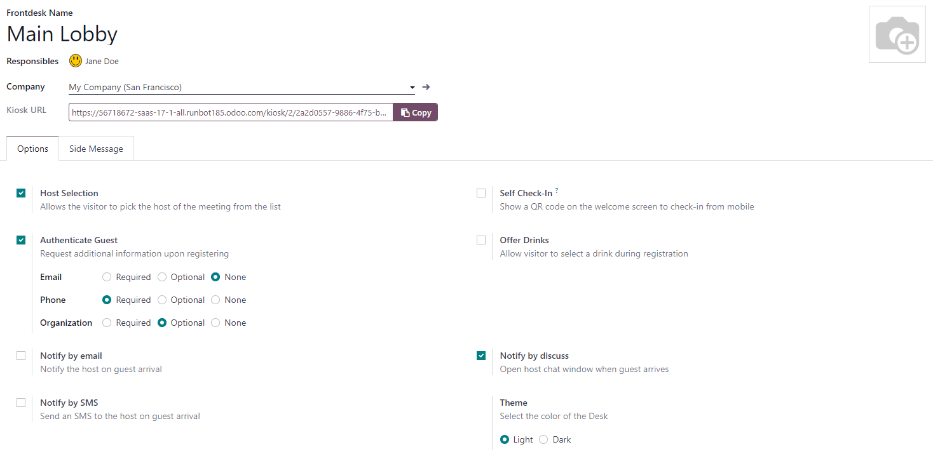 Frontdesk Name
Main Lobby
Responsibles Jane Doe
Company My Company (San Francisco)
Kiosk URL https://56718672-saas-17-1-all.runbot185.odoo.com/kiosk/2/2a2d0557-9886-4f75-b... Copy
Options Side Message
Host Selection
Allows the visitor to pick the host of the meeting from the list
Self Check-In ?
Show a QR code on the welcome screen to check-in from mobile
Authenticate Guest
Request additional information upon registering
Offer Drinks
Allow visitor to select a drink during registration
Email Required Optional None
Phone Required Optional None
Organization Required Optional None
Notify by email
Notify the host on guest arrival
Notify by discuss
Open host chat window when guest arrives
Notify by SMS
Send an SMS to the host on guest arrival
Theme
Select the color of the Desk
Light Dark